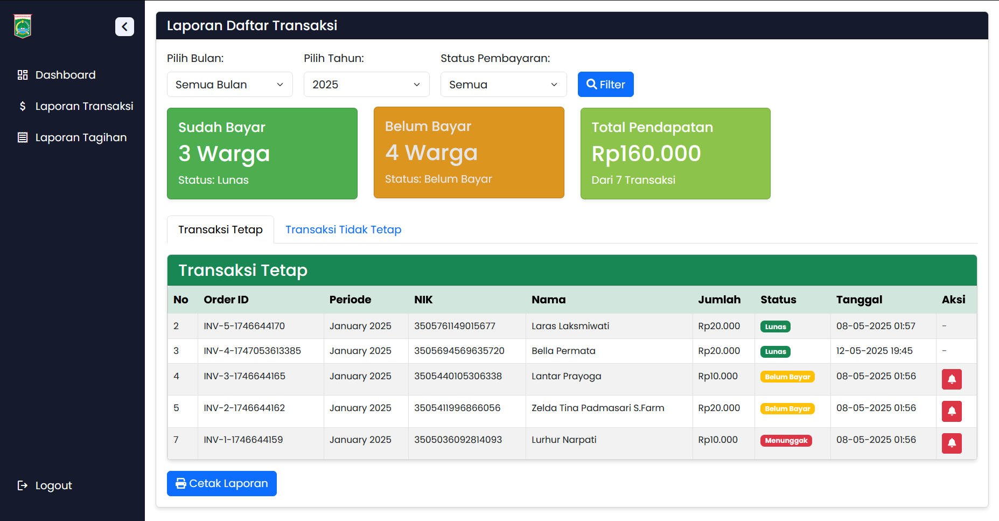 Laporan Daftar Transaksi
Dashboard
Laporan Transaksi
Laporan Tagihan
Logout
Pilih Bulan: Pilih Tahun: Status Pembayaran:
Semua Bulan 2025 Semua Filter
Sudah Bayar
3 Warga
Status: Lunas
Belum Bayar
4 Warga
Status: Belum Bayar
Total Pendapatan
Rp160.000
Dari 7 Transaksi
Transaksi Tetap Transaksi Tidak Tetap
Transaksi Tetap
No Order ID Periode NIK Nama Jumlah Status Tanggal Aksi
2 INV-5-1746644170 January 2025 3505761149015677 Laras Laksmiwati Rp20.000 Lunas 08-05-2025 01:57 -
3 INV-4-1747053613385 January 2025 3505694569635720 Bella Permata Rp20.000 Lunas 12-05-2025 19:45 -
4 INV-3-1746644165 January 2025 3505440105306338 Lantar Prayoga Rp10.000 Belum Bayar 08-05-2025 01:56
5 INV-2-1746644162 January 2025 3505411996866056 Zelda Tina Padmasari S.Farm Rp20.000 Belum Bayar 08-05-2025 01:56
7 INV-1-1746644159 January 2025 3505036092814093 Lurhur Narpati Rp10.000 Menunggak 08-05-2025 01:56
Cetak Laporan